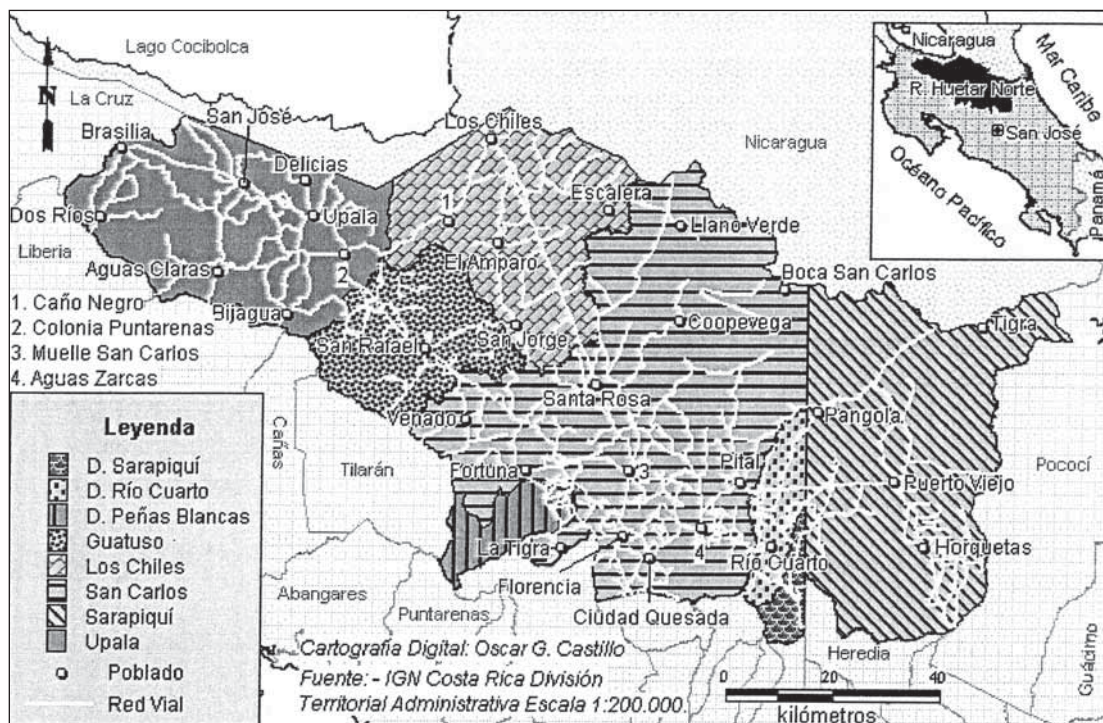 Lago Cocibolca
N
La Cruz
San José
Brasilia
Delicias
Los Chiles
Nicaragua
Dos Ríos
Upala
1
Escalera
Llano Verde
Liberia
Aguas Claras
2
El Amparo
Boca San Carlos
Bijagua
San Rafael
San Jorge
Coopevega
Tigra
1. Caño Negro
2. Colonia Puntarenas
3. Muelle San Carlos
4. Aguas Zarcas
Venado
Santa Rosa
Pangola
Cañas
Tilarán
Fortuna
3
Pital
Puerto Viejo
Pococí
La Tigra
4
Río Cuarto
Horquetas
Florencia
Ciudad Quesada
Abangares
Puntarenas
Heredia
Guácimo
Nicaragua
Mar Caribe
R. Huetar Norte
San José
Océano Pacífico
Panamá
Leyenda
D. Sarapiquí
D. Río Cuarto
D. Peñas Blancas
Guatuso
Los Chiles
San Carlos
Sarapiquí
Upala
Poblado
Red Vial
Cartografía Digital: Oscar G. Castillo
Fuente: - IGN Costa Rica División
Territorial Administrativa Escala 1:200.000.
0 20 40
kilómetros